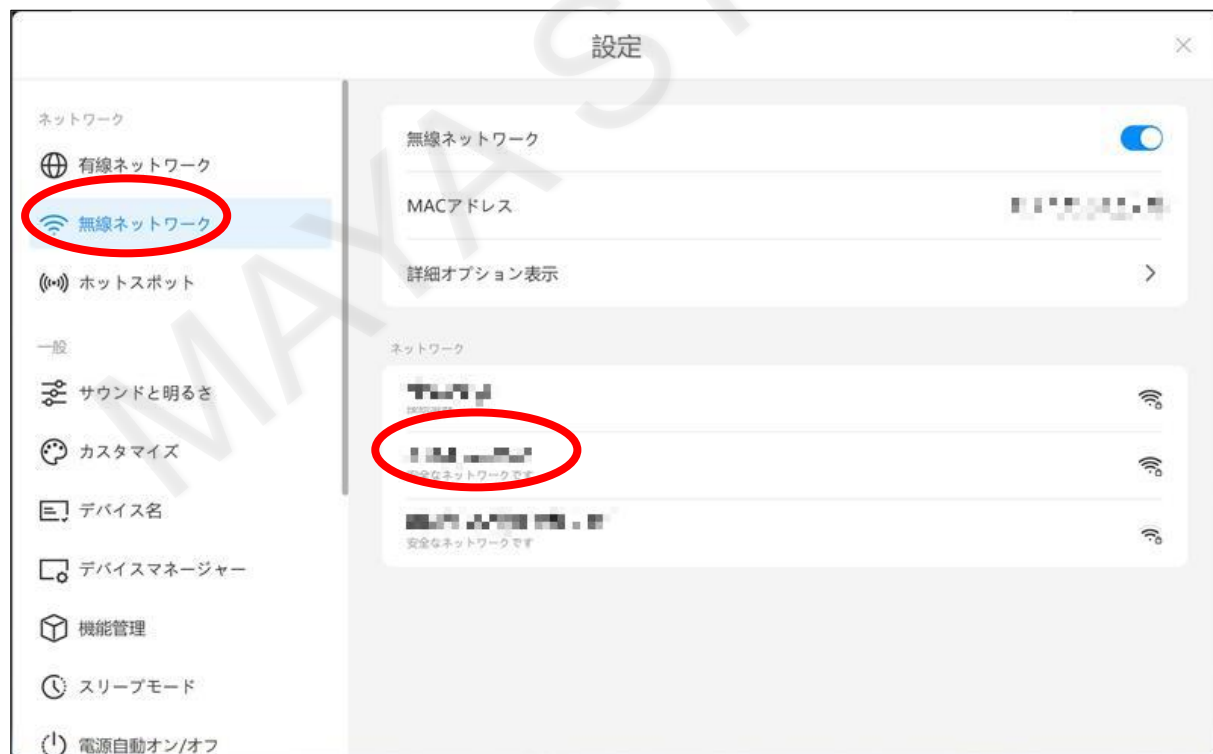 設定
ネットワーク
有線ネットワーク
無線ネットワーク
ホットスポット
一般
サウンドと明るさ
カスタマイズ
デバイス名
デバイスマネージャー
機能管理
スリープモード
電源自動オン/オフ
無線ネットワーク
MACアドレス
詳細オプション表示
ネットワーク
安全なネットワークです
安全なネットワークです
MAYA ST